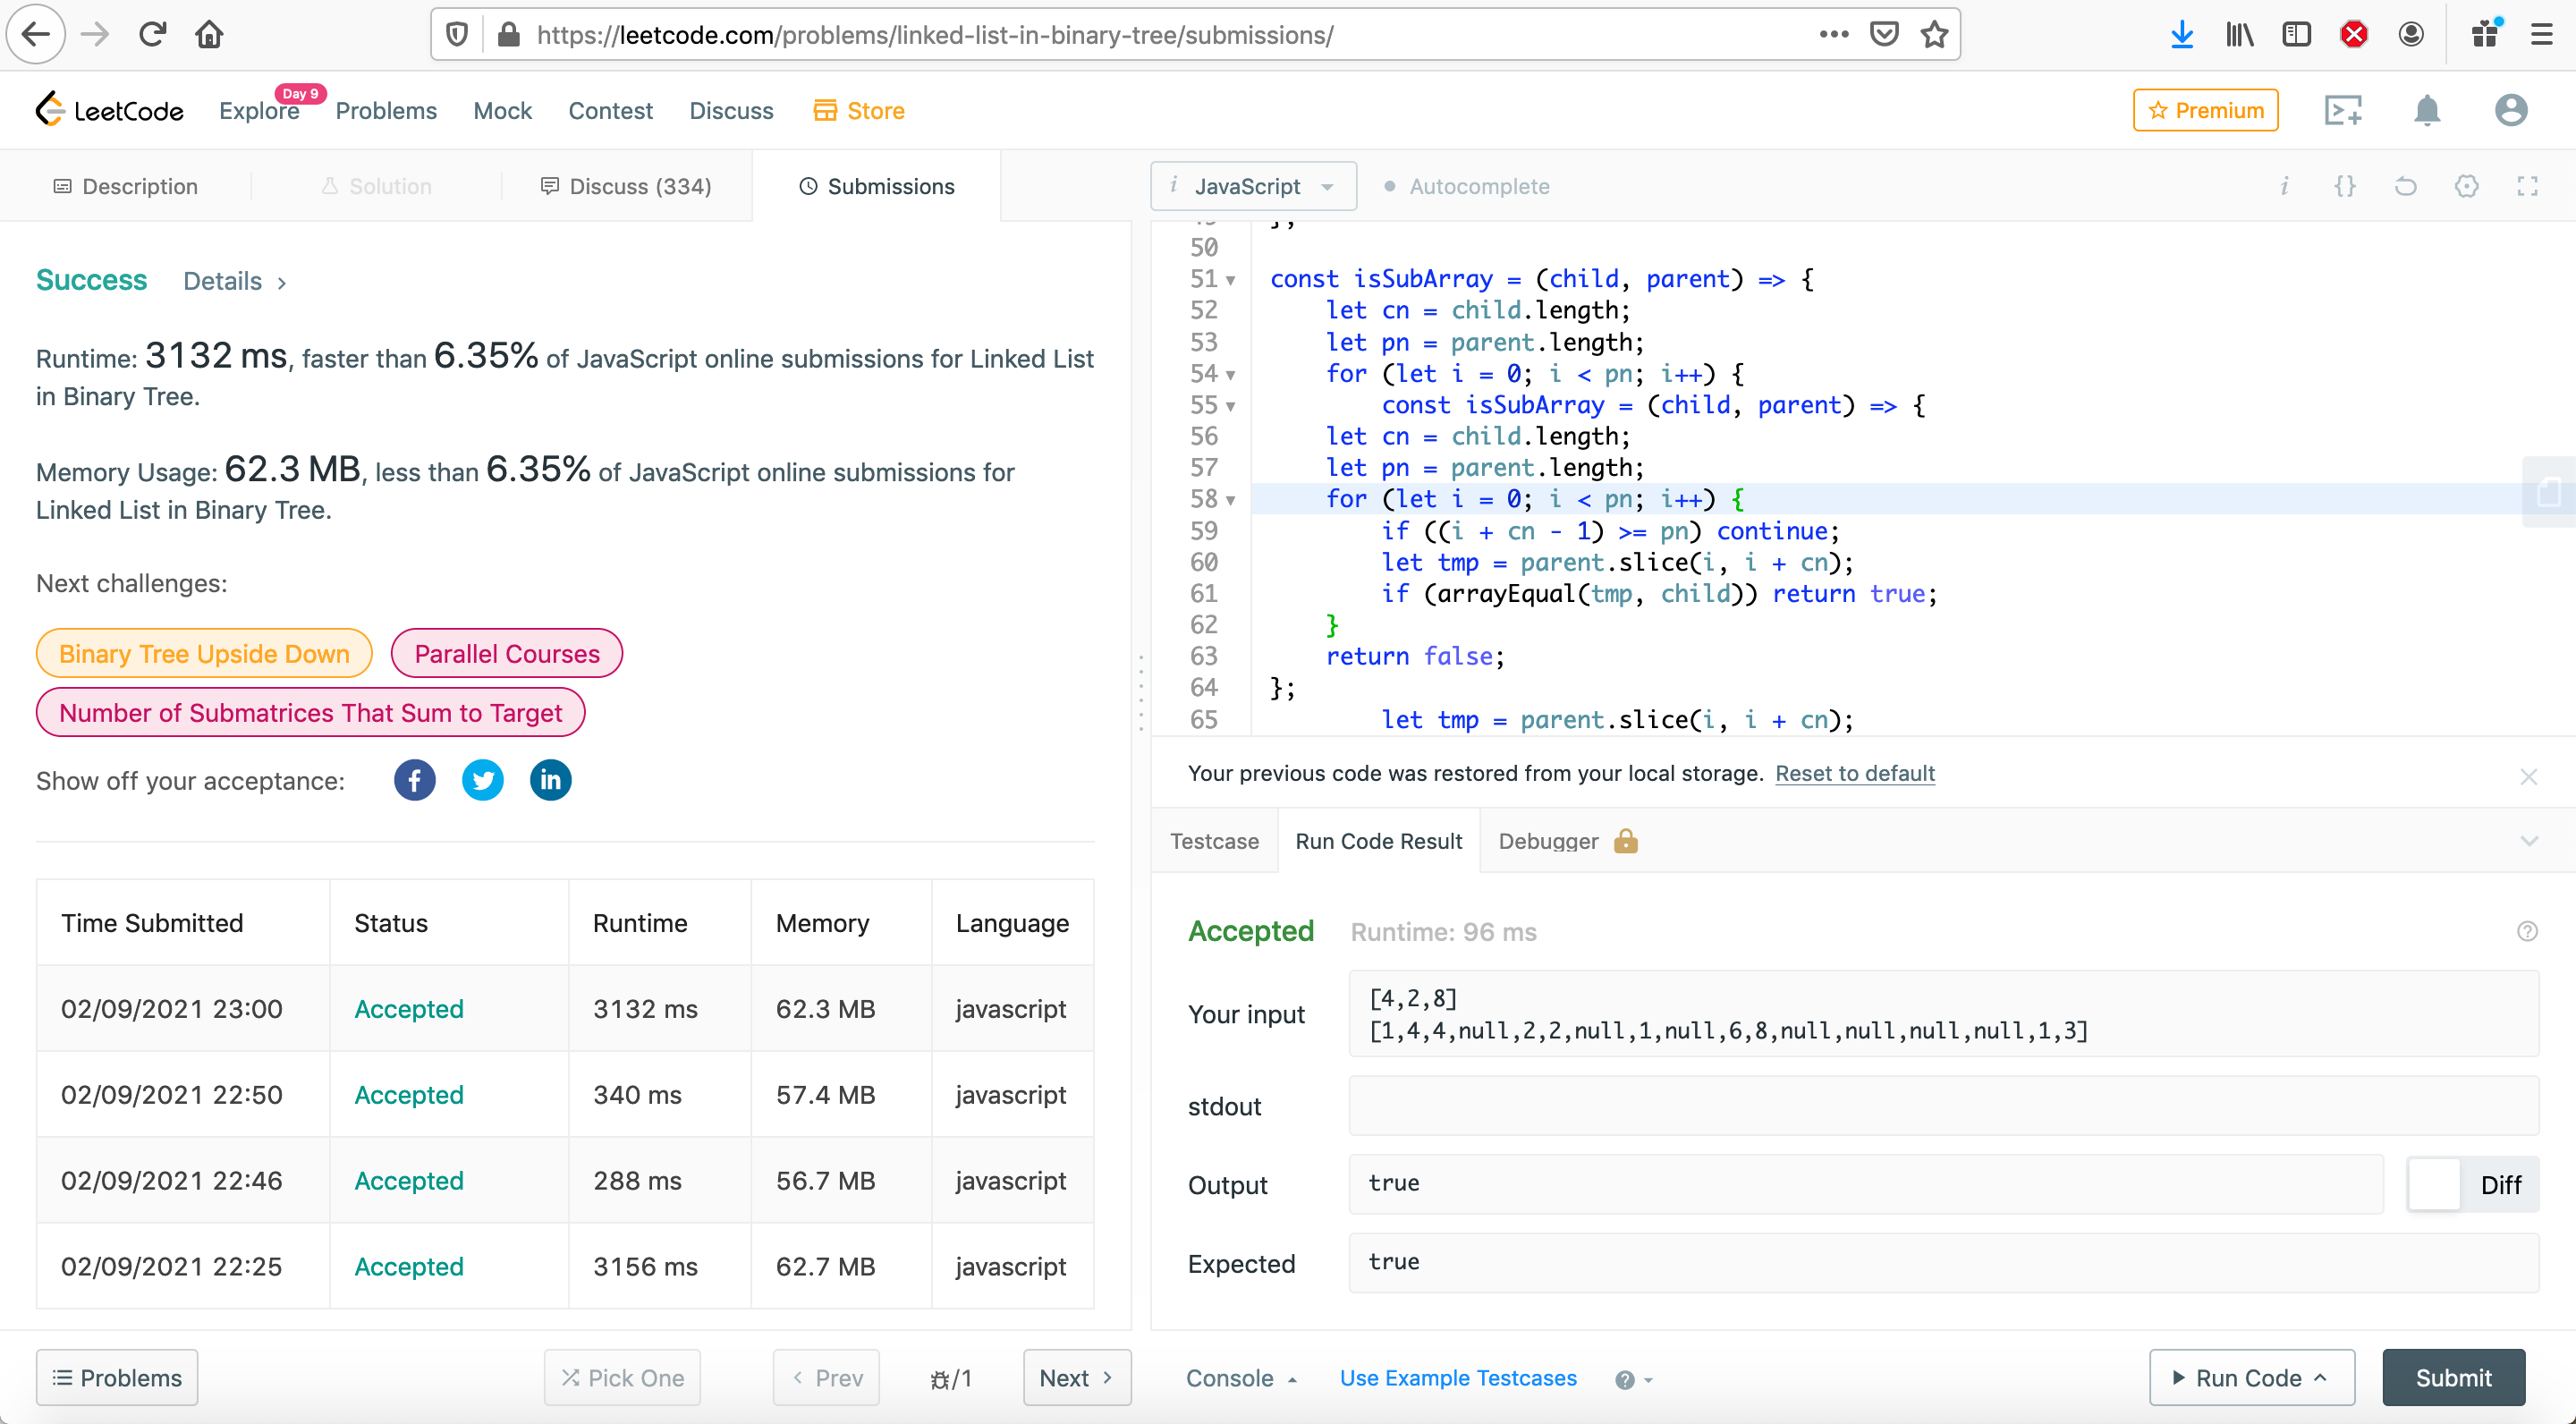 https://leetcode.com/problems/linked-list-in-binary-tree/submissions/
LeetCode
Explore
Day 9
Problems
Mock
Contest
Discuss
Store
Premium
Description
Solution
Discuss (334)
Submissions
Success
Details
Runtime: 3132 ms, faster than 6.35% of JavaScript online submissions for Linked List
in Binary Tree.
Memory Usage: 62.3 MB, less than 6.35% of JavaScript online submissions for
Linked List in Binary Tree.
Next challenges:
Binary Tree Upside Down
Parallel Courses
Number of Submatrices That Sum to Target
Show off your acceptance:
Time Submitted Status Runtime Memory Language
02/09/2021 23:00 Accepted 3132 ms 62.3 MB javascript
02/09/2021 22:50 Accepted 340 ms 57.4 MB javascript
02/09/2021 22:46 Accepted 288 ms 56.7 MB javascript
02/09/2021 22:25 Accepted 3156 ms 62.7 MB javascript
Problems
Pick One
< Prev
/1
Next >
i JavaScript
Autocomplete
50
51 const isSubArray = (child, parent) => {
52 let cn = child.length;
53 let pn = parent.length;
54 for (let i = 0; i < pn; i++) {
55 const isSubArray = (child, parent) => {
56 let cn = child.length;
57 let pn = parent.length;
58 for (let i = 0; i < pn; i++) {
59 if ((i + cn - 1) >= pn) continue;
60 let tmp = parent.slice(i, i + cn);
61 if (arrayEqual(tmp, child)) return true;
62 }
63 return false;
64 };
65 let tmp = parent.slice(i, i + cn);
Your previous code was restored from your local storage. Reset to default
Testcase
Run Code Result
Debugger
Accepted Runtime: 96 ms
Your input
[4,2,8]
[1,4,4,null,2,2,null,1,null,6,8,null,null,null,null,1,3]
stdout
Output
true
Diff
Expected
true
Console
Use Example Testcases
Run Code
Submit